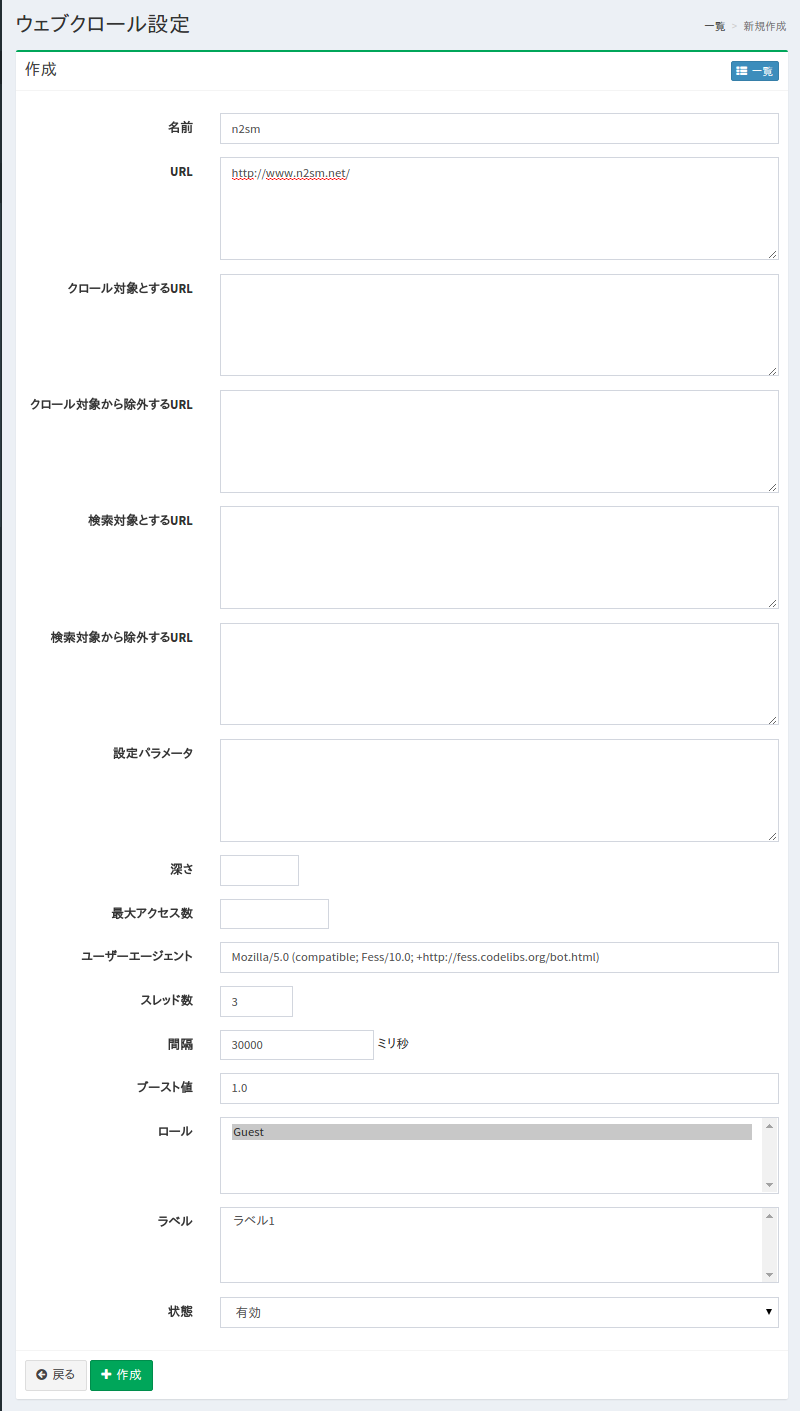 ウェブクロール設定
一覧 > 新規作成
作成
一覧
名前
n2sm
URL
http://www.n2sm.net/
クロール対象とするURL
クロール対象から除外するURL
検索対象とするURL
検索対象から除外するURL
設定パラメータ
深さ
最大アクセス数
ユーザーエージェント
Mozilla/5.0 (compatible; Fess/10.0; +http://fess.codelibs.org/bot.html)
スレッド数
3
間隔
30000 ミリ秒
ブースト値
1.0
ロール
Guest
ラベル
ラベル1
状態
有効
戻る
作成